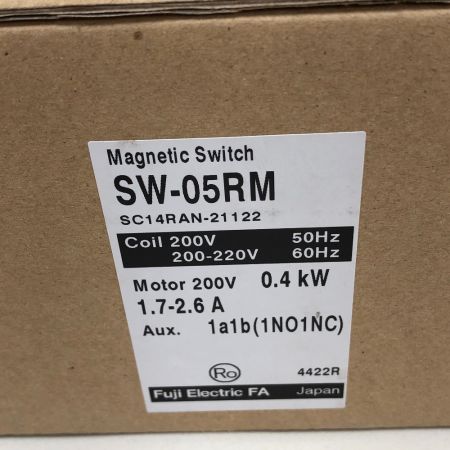 Magnetic Switch
SW-05RM
SC14RAN-21122
Coil 200V 50Hz
200-220V 60Hz
Motor 200V 0.4 kW
1.7-2.6 A
Aux. 1a1b(1NO1NC)
Ro 4422R
Fuji Electric FA Japan